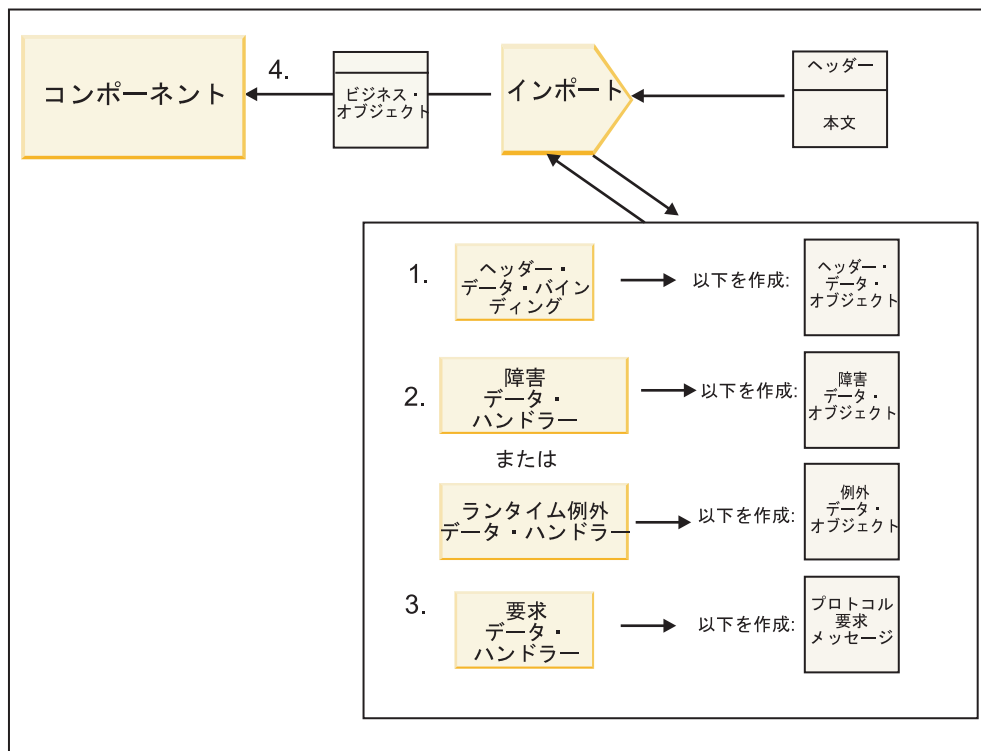 コンポーネント
4.
ビジネス・
オブジェクト
インポート
ヘッダー
本文
1.
ヘッダー・
データ・バイン
ディング
以下を作成:
ヘッダー・
データ・
オブジェクト
2.
障害
データ・
ハンドラー
以下を作成:
障害
データ・
オブジェクト
または
ランタイム例外
データ・ハンドラー
以下を作成:
例外
データ・
オブジェクト
3.
要求
データ・
ハンドラー
以下を作成:
プロトコル
要求
メッセージ